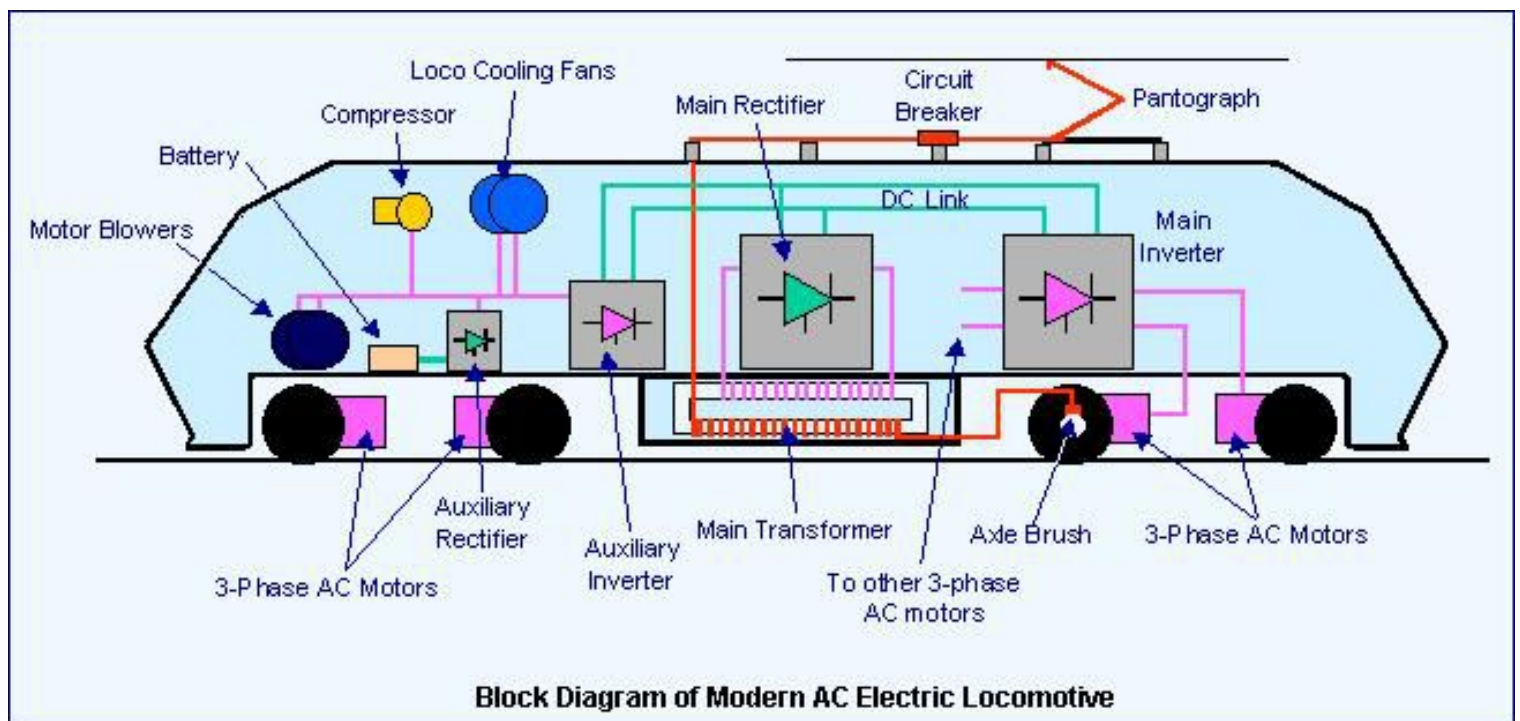 Loco Cooling Fans
Compressor
Battery
Motor Blowers
Main Rectifier
Circuit
Breaker
Pantograph
DC Link
Main
Inverter
3-Phase AC Motors
Auxiliary
Rectifier
Auxiliary
Inverter
Main Transformer
To other 3-phase
AC motors
Axle Brush
3-Phase AC Motors
Block Diagram of Modern AC Electric Locomotive